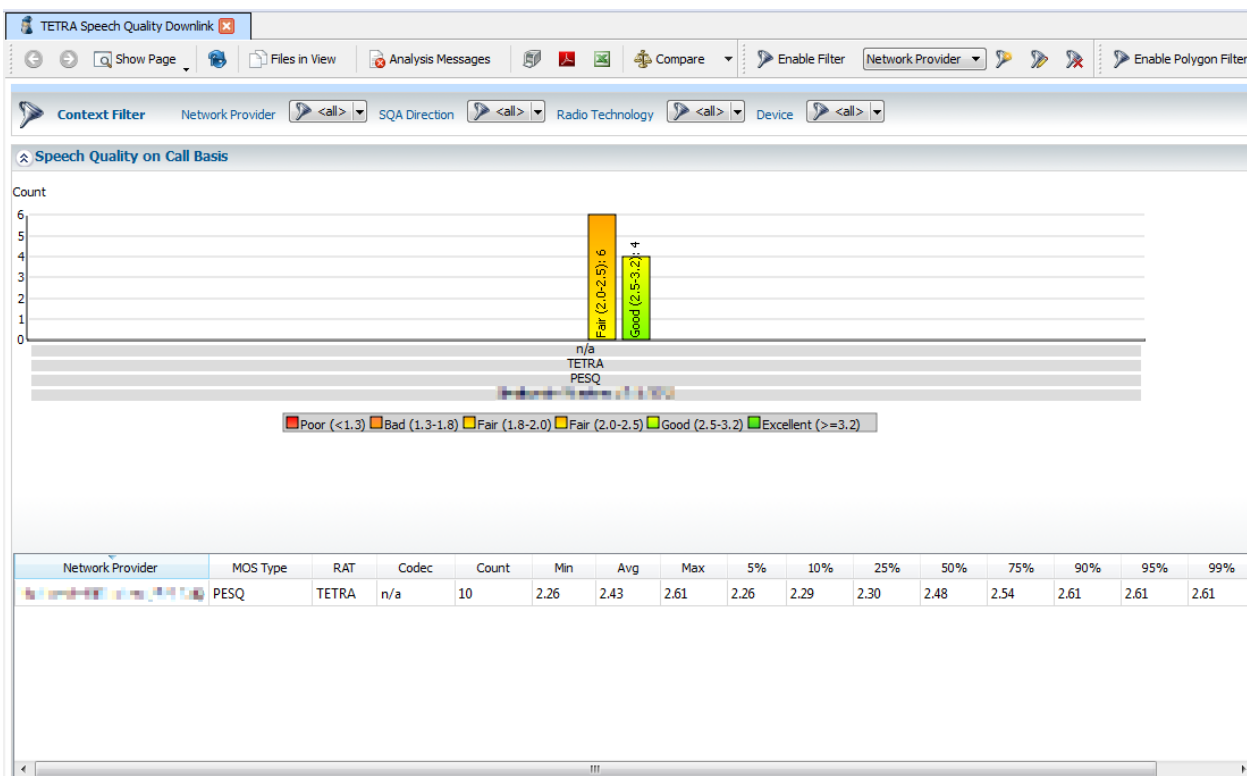 TETRA Speech Quality Downlink
Show Page Files in View Analysis Messages Compare Enable Filter Network Provider Enable Polygon Filter
Context Filter Network Provider <all> SQA Direction <all> Radio Technology <all> Device <all>
Speech Quality on Call Basis
Count
6
5
4
3
2
1
0
Fair (2.0-2.5): 6
Good (2.5-3.2): 4
n/a
TETRA
PESQ
Poor (<1.3) Bad (1.3-1.8) Fair (1.8-2.0) Fair (2.0-2.5) Good (2.5-3.2) Excellent (>=3.2)
Network Provider MOS Type RAT Codec Count Min Avg Max 5% 10% 25% 50% 75% 90% 95% 99%
PESQ TETRA n/a 10 2.26 2.43 2.61 2.26 2.29 2.30 2.48 2.54 2.61 2.61 2.61